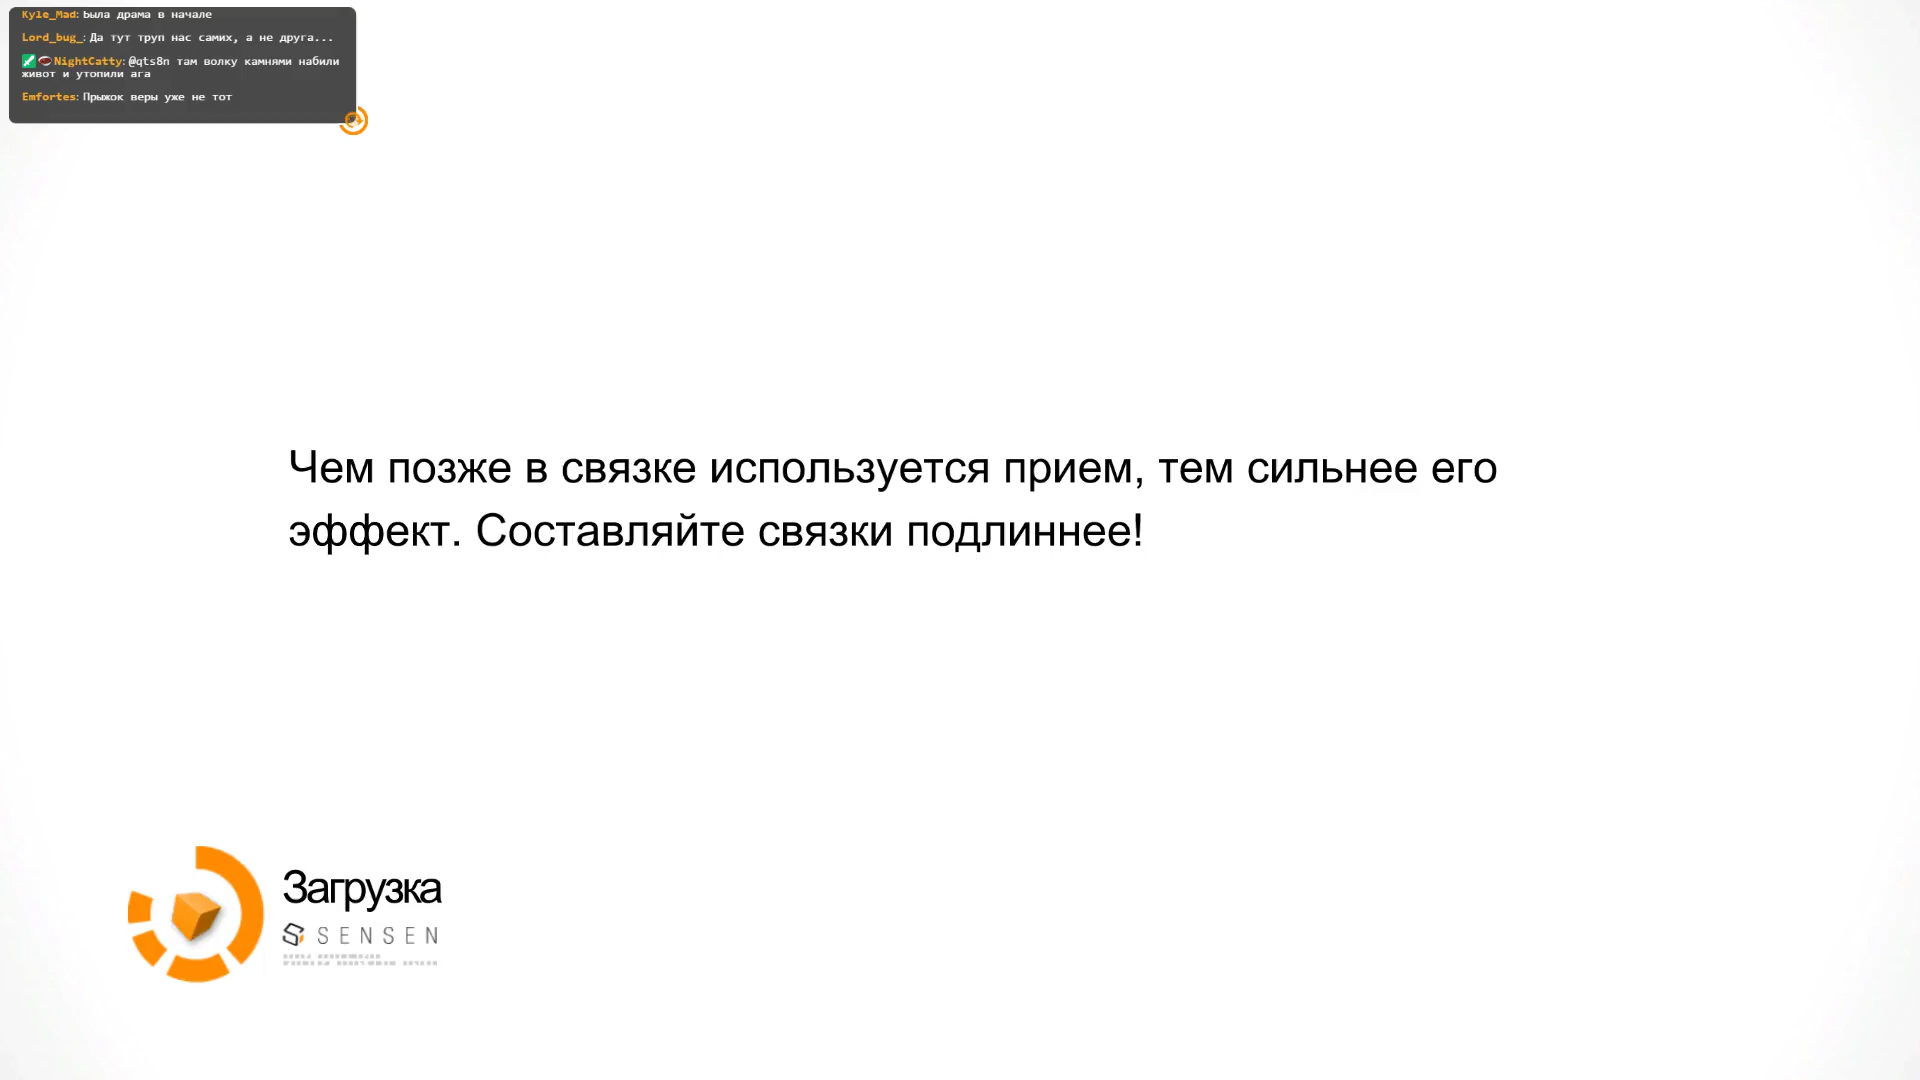 Kyle_Mad: Была драма в начале
Lord_bug_: Да тут труп нас самих, а не друга...
NightCatty: @qts8n там волку камнями набили
живот и утопили ага
Emfortes: Прыжок веры уже не тот
Чем позже в связке используется прием, тем сильнее его
эффект. Составляйте связки подлиннее!
Загрузка
SENSEN